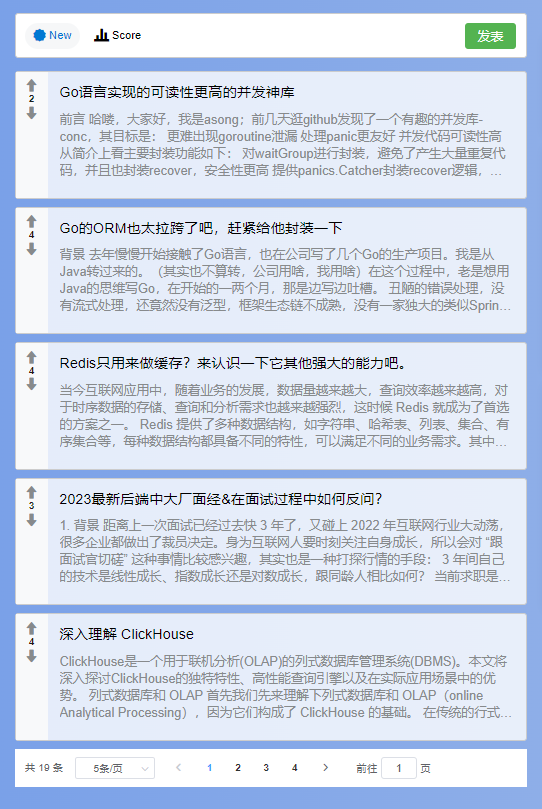 New Score 发表
2
Go语言实现的可读性更高的并发神库
前言 哈喽，大家好，我是asong；前几天逛github发现了一个有趣的并发库-
conc，其目标是： 更难出现goroutine泄漏 处理panic更友好 并发代码可读性高
从简介上看主要封装功能如下： 对waitGroup进行封装，避免了产生大量重复代
码，并且也封装recover，安全性更高 提供panics.Catcher封装recover逻辑，...
4
Go的ORM也太拉跨了吧，赶紧给他封装一下
背景 去年慢慢开始接触了Go语言，也在公司写了几个Go的生产项目。我是从
Java转过来的。（其实也不算转，公司用啥，我用啥）在这个过程中，老是想用
Java的思维写Go，在开始的一两个月，那是边写边吐槽。 丑陋的错误处理，没
有流式处理，还竟然没有泛型，框架生态链不成熟，没有一家独大的类似Sprin...
4
Redis只用来做缓存？来认识一下它其他强大的能力吧。
当今互联网应用中，随着业务的发展，数据量越来越大，查询效率越来越高，对
于时序数据的存储、查询和分析需求也越来越强烈，这时候 Redis 就成为了首选
的方案之一。 Redis 提供了多种数据结构，如字符串、哈希表、列表、集合、有
序集合等，每种数据结构都具备不同的特性，可以满足不同的业务需求。其中...
3
2023最新后端中大厂面经&在面试过程中如何反问?
1. 背景 距离上一次面试已经过去快 3 年了，又碰上 2022 年互联网行业大动荡，
很多企业都做出了裁员决定。身为互联网人要时刻关注自身成长，所以会对 “跟
面试官切磋” 这种事情比较感兴趣，其实也是一种打探行情的手段： 3 年间自己
的技术是线性成长、指数成长还是对数成长，跟同龄人相比如何？ 当前求职是...
4
深入理解 ClickHouse
ClickHouse是一个用于联机分析(OLAP)的列式数据库管理系统(DBMS)。本文将
深入探讨ClickHouse的独特特性、高性能查询引擎以及在实际应用场景中的优
势。 列式数据库和 OLAP 首先我们先来理解下列式数据库和 OLAP（online
Analytical Processing），因为它们构成了 ClickHouse 的基础。 在传统的行式...
共 19 条 5条/页 1 2 3 4 前往 1 页